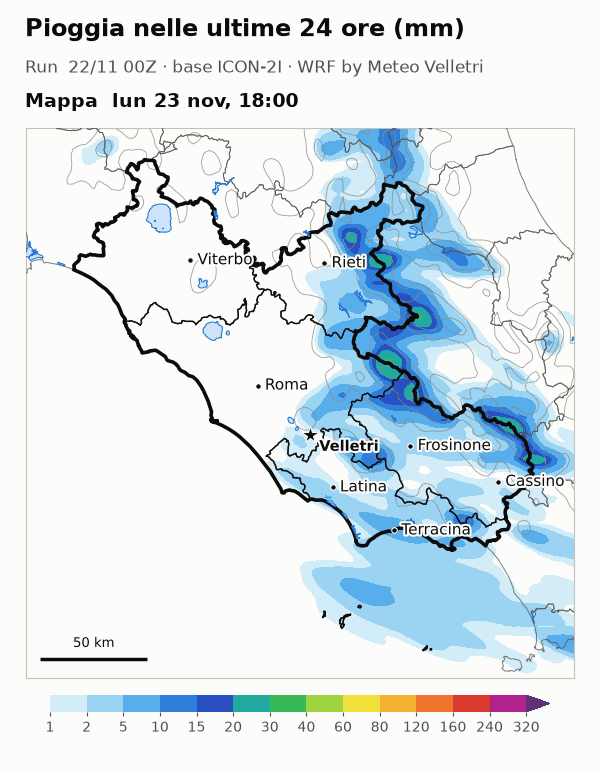 Pioggia nelle ultime 24 ore (mm)
Run 22/11 00Z · base ICON-2I · WRF by Meteo Velletri
Mappa lun 23 nov, 18:00
Viterbo
Rieti
Roma
Velletri
Frosinone
Latina
Cassino
Terracina
50 km
1 2 5 10 15 20 30 40 60 80 120 160 240 320